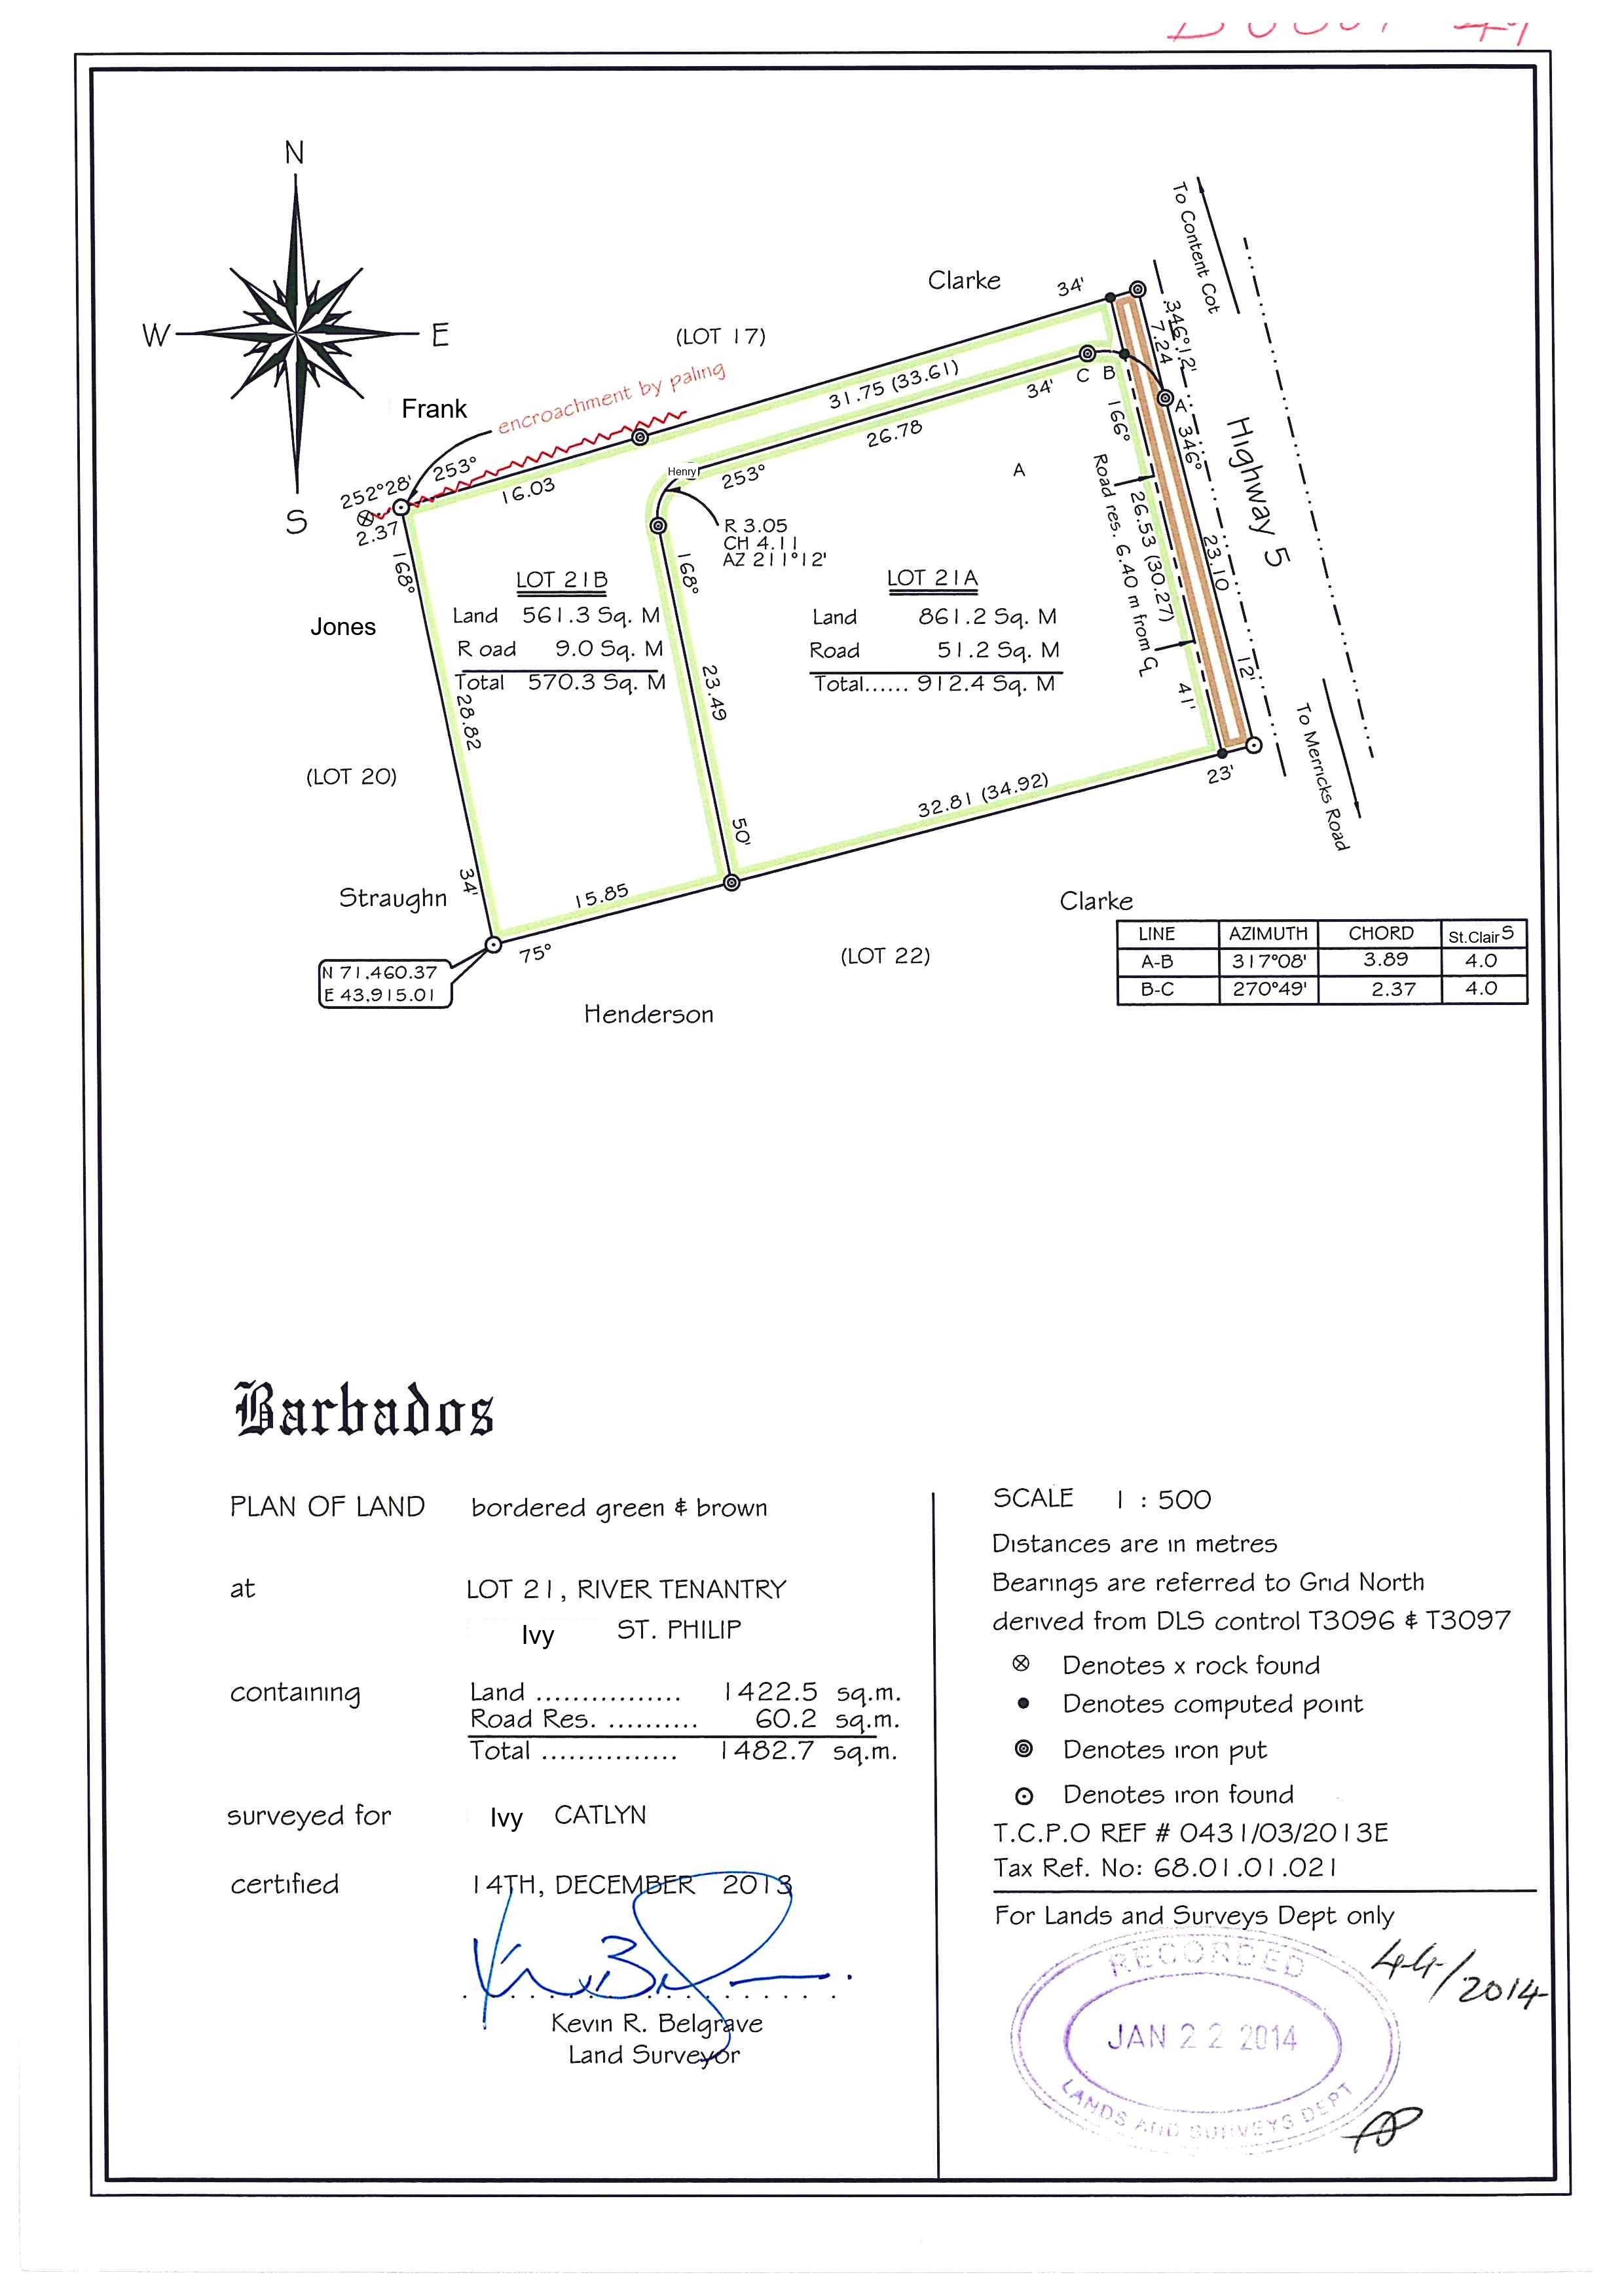 N
W
E
S
To Content Cot
Clarke
34'
(LOT 17)
346°12'
7.24
31.75 (33.61)
encroachment by paling
Frank
C
B
A
34'
26.78
166°
346°
Highway 5
252°28'
253°
2.37
16.03
Henry
253°
A
Road res. 6.40 m from ℄
26.53 (30.27)
23.10
R 3.05
CH 4.11
AZ 211°12'
168°
168°
Jones
LOT 21B
Land 561.3 Sq. M
R oad 9.0 Sq. M
Total 570.3 Sq. M
LOT 21A
Land 861.2 Sq. M
Road 51.2 Sq. M
Total...... 912.4 Sq. M
12'
41'
23.49
28.82
To Merricks Road
(LOT 20)
23'
32.81 (34.92)
50'
34'
Straughn
15.85
75°
Clarke
(LOT 22)
N 71,460.37
E 43,915.01
Henderson
LINE AZIMUTH CHORD St.Clair S
A-B 317°08' 3.89 4.0
B-C 270°49' 2.37 4.0
Barbados
PLAN OF LAND bordered green & brown
at LOT 21, RIVER TENANTRY
Ivy ST. PHILIP
containing Land ................ 1422.5 sq.m.
Road Res. .......... 60.2 sq.m.
Total ............... 1482.7 sq.m.
surveyed for Ivy CATLYN
certified 14TH, DECEMBER 2013
Kevin R. Belgrave
Land Surveyor
SCALE 1 : 500
Distances are in metres
Bearings are referred to Grid North
derived from DLS control T3096 & T3097
Denotes x rock found
Denotes computed point
Denotes iron put
Denotes iron found
T.C.P.O REF # 0431/03/2013E
Tax Ref. No: 68.01.01.021
For Lands and Surveys Dept only
RECORDED
44/2014
JAN 22 2014
LANDS AND SURVEYS DEPT